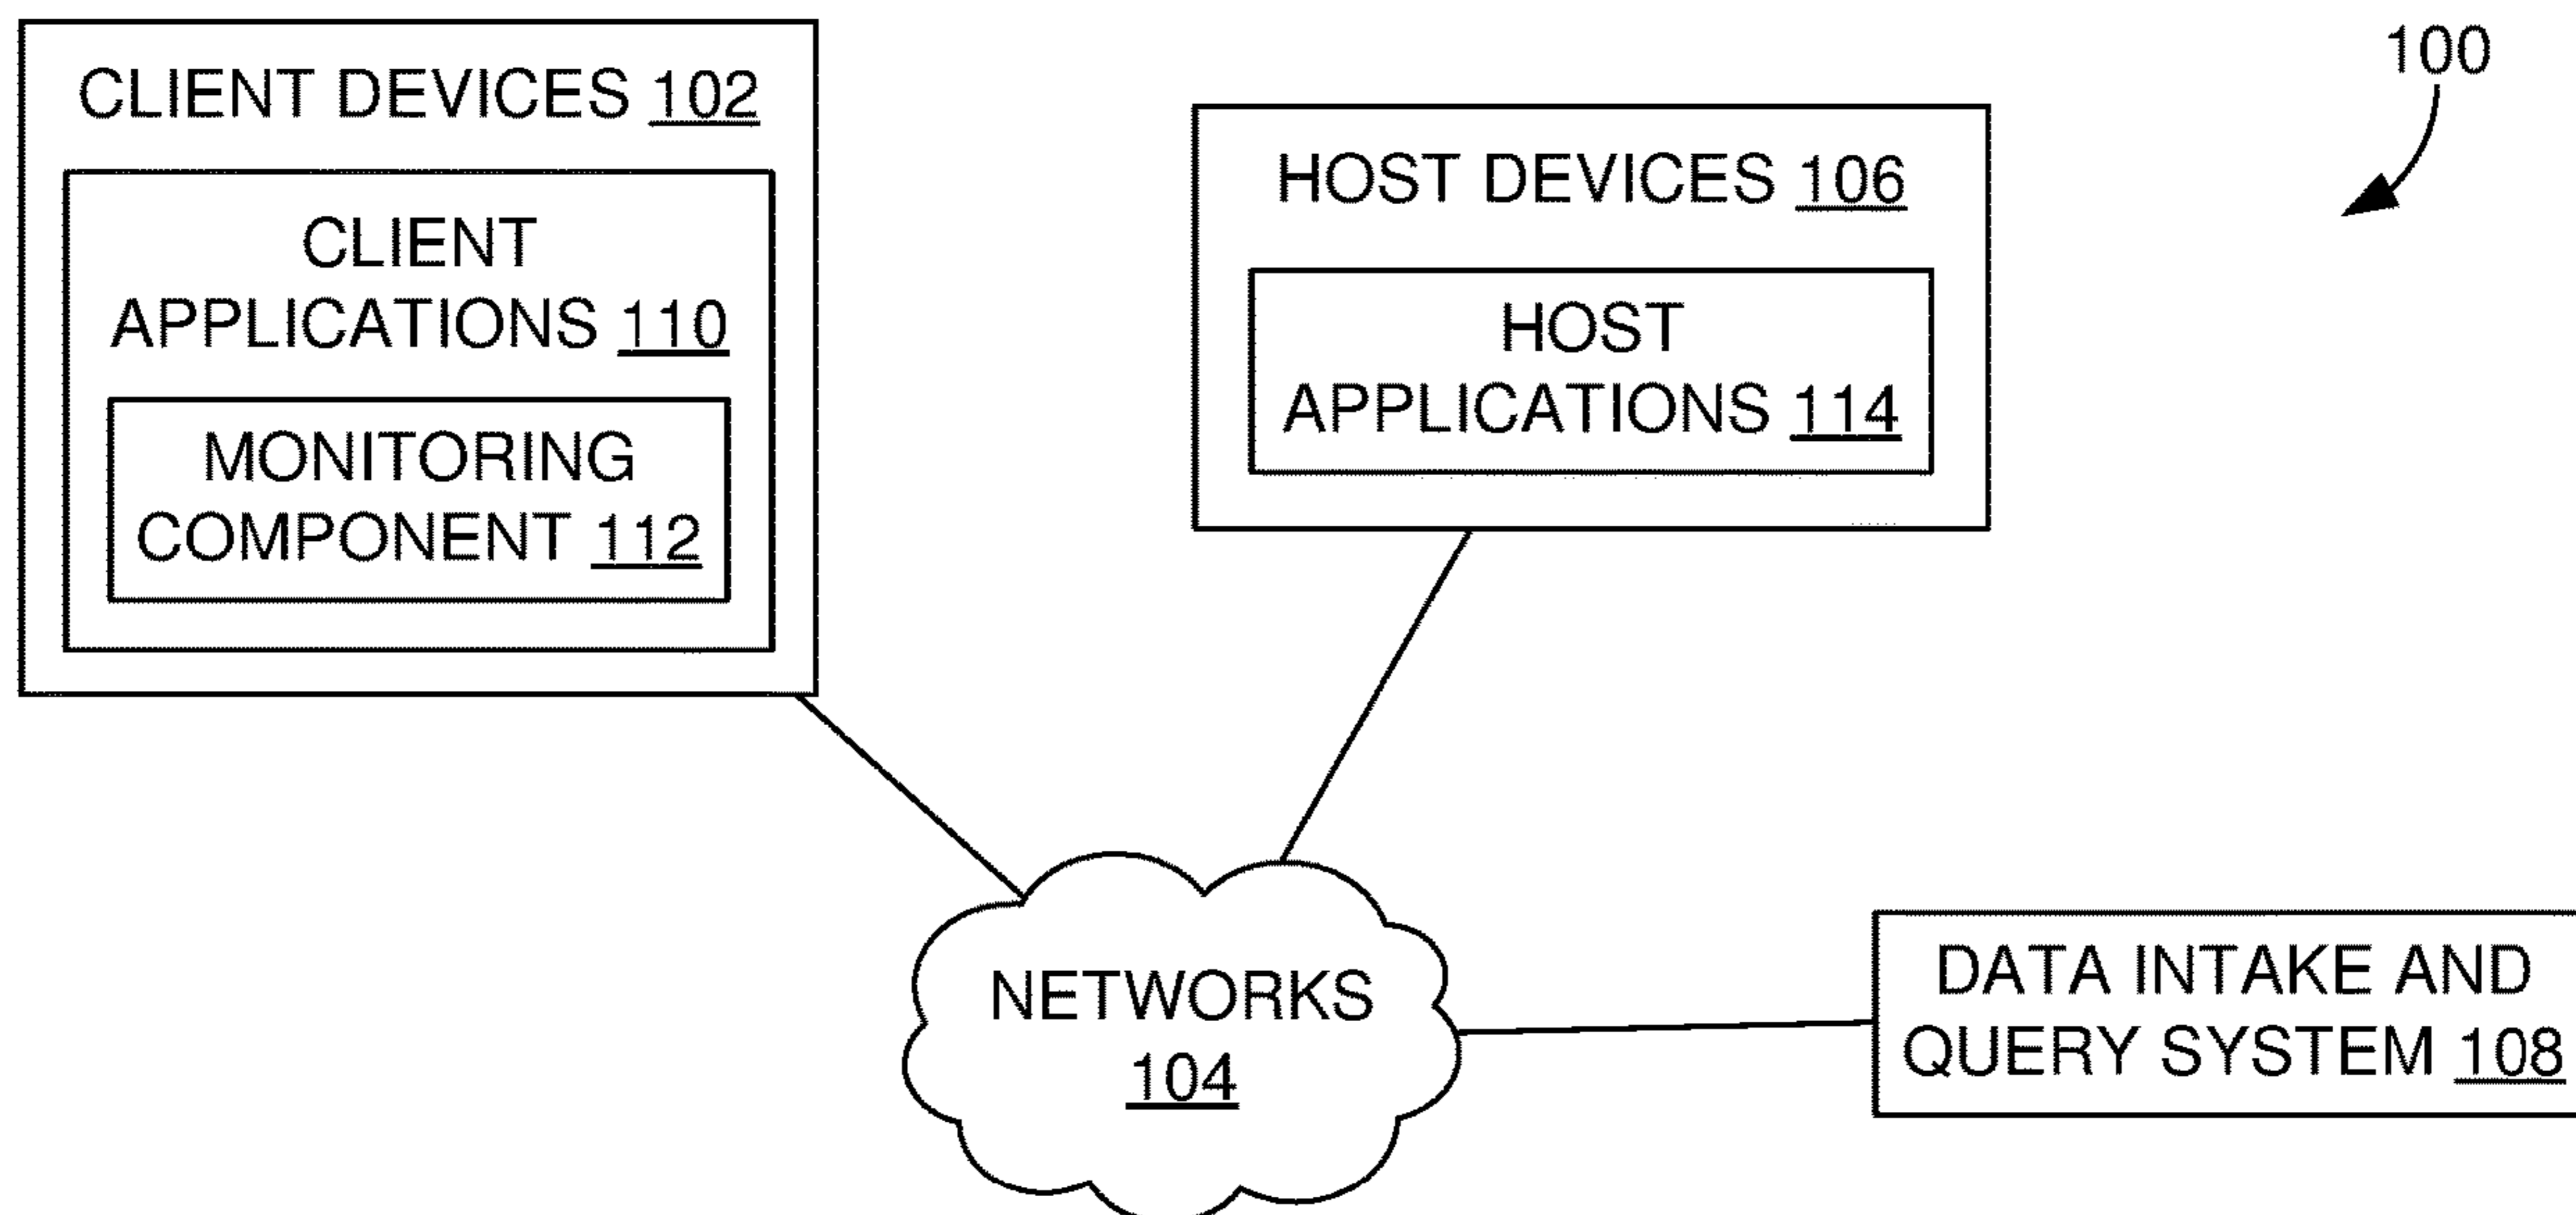 CLIENT DEVICES 102
CLIENT
APPLICATIONS 110
MONITORING
COMPONENT 112
HOST DEVICES 106
HOST
APPLICATIONS 114
100
NETWORKS
104
DATA INTAKE AND
QUERY SYSTEM 108